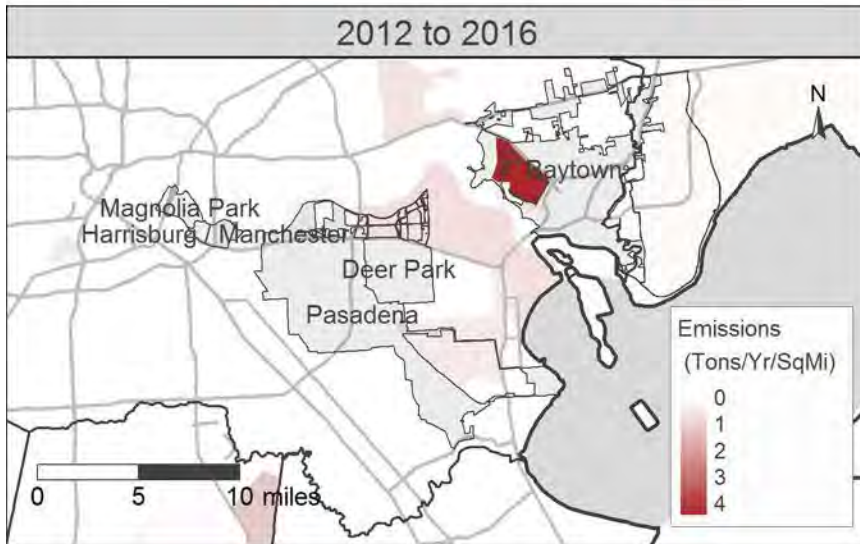 2012 to 2016
N
Baytown
Magnolia Park
Harrisburg
Manchester
Deer Park
Pasadena
Emissions
(Tons/Yr/SqMi)
0
1
2
3
4
0 5 10 miles